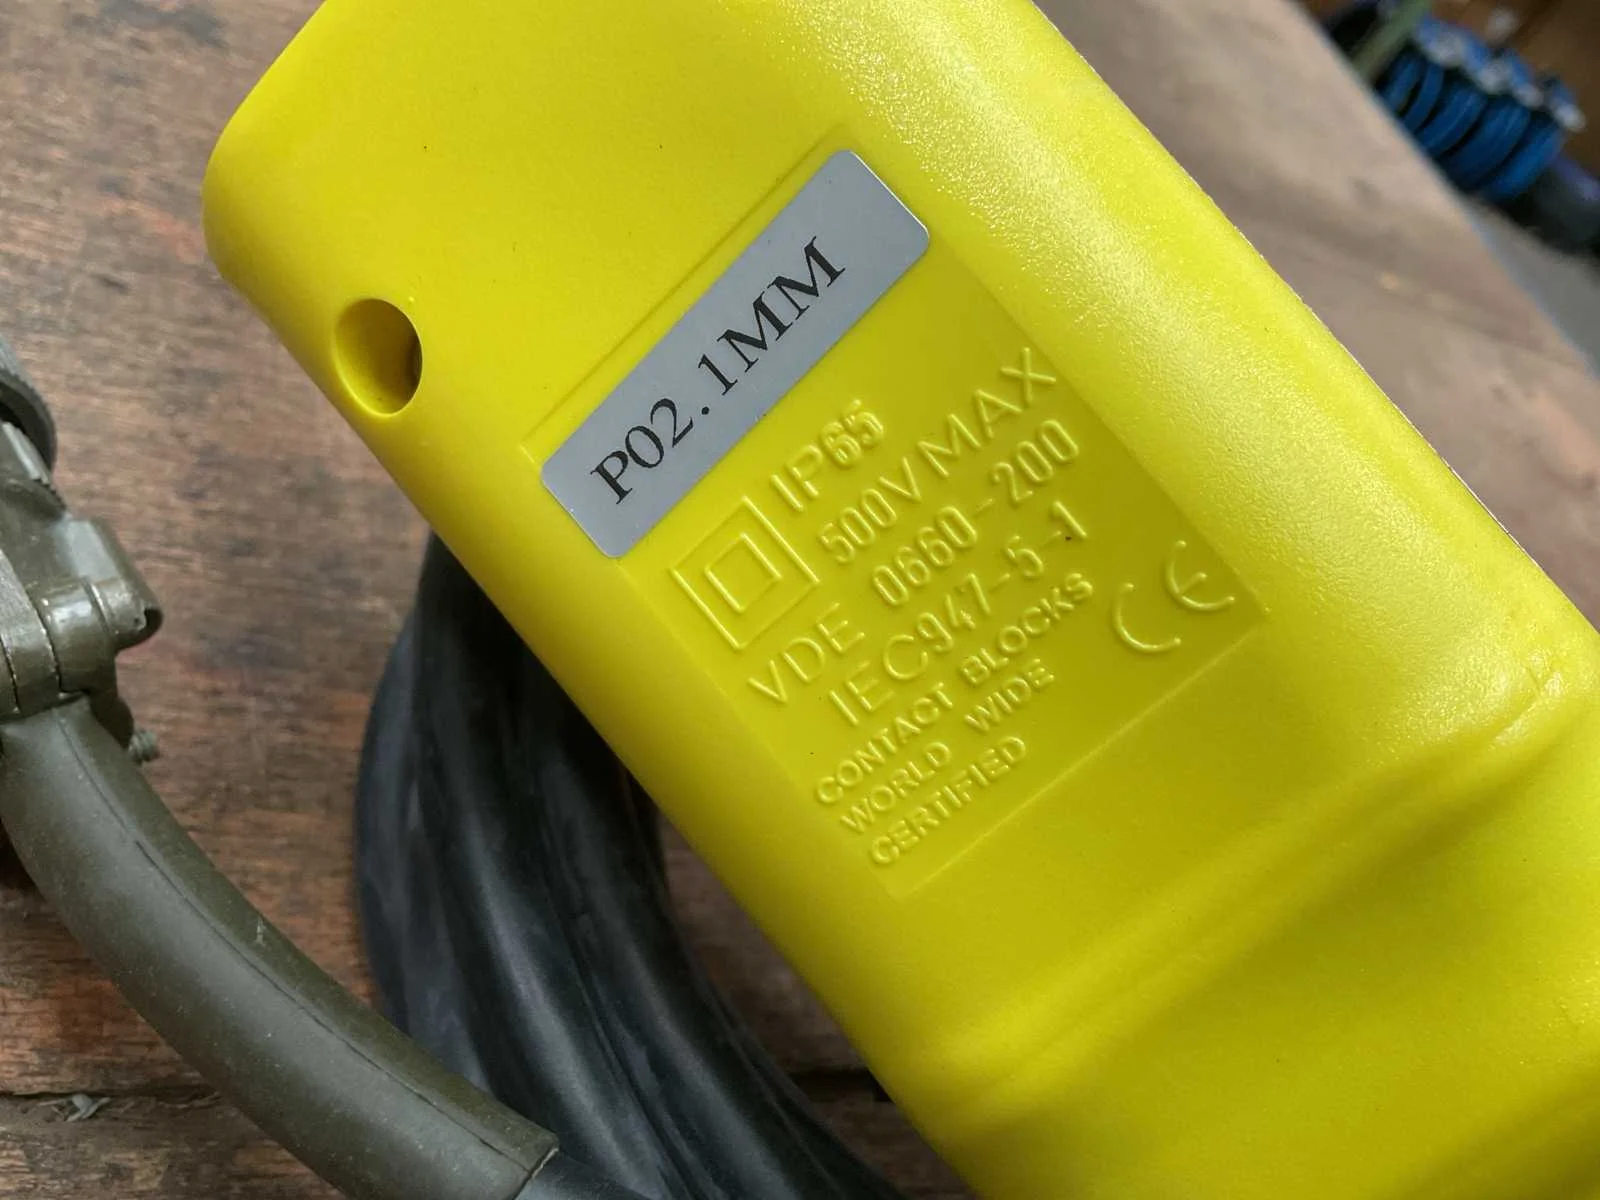 P02.1MM
IP65
500V MAX
VDE 0660-200
IEC947-5-1
CONTACT BLOCKS
WORLD WIDE
CERTIFIED
CE